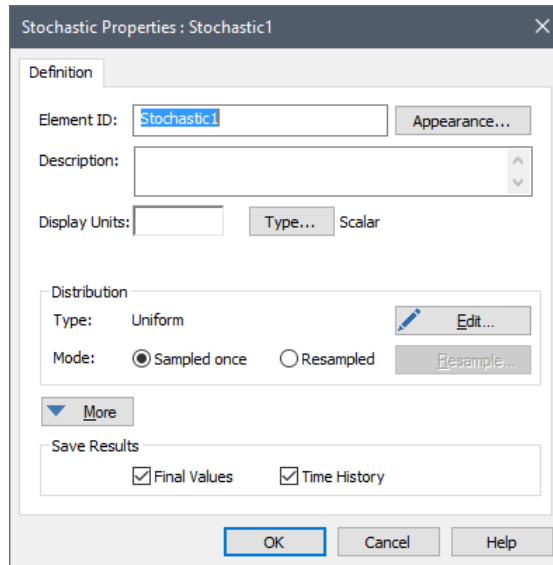 Stochastic Properties : Stochastic1
Definition
Element ID: Stochastic1 Appearance...
Description:
Display Units: Type... Scalar
Distribution
Type: Uniform Edit...
Mode: Sampled once Resampled Resample...
More
Save Results
Final Values Time History
OK Cancel Help